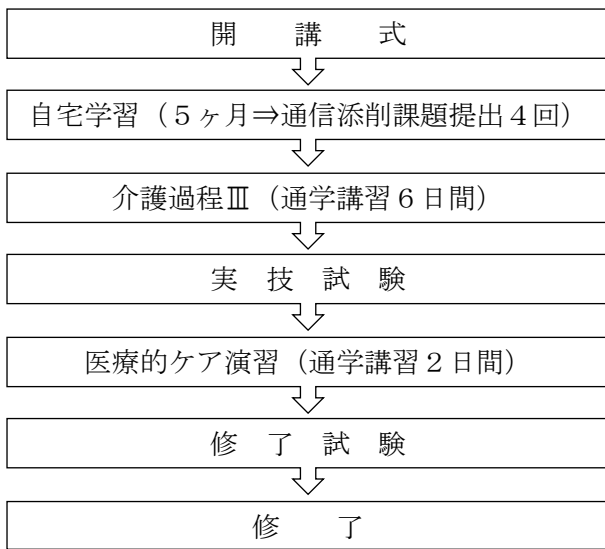 開　講　式
自宅学習（５ヶ月⇒通信添削課題提出４回）
介護過程Ⅲ（通学講習６日間）
実　技　試　験
医療的ケア演習（通学講習２日間）
修　了　試　験
修　了